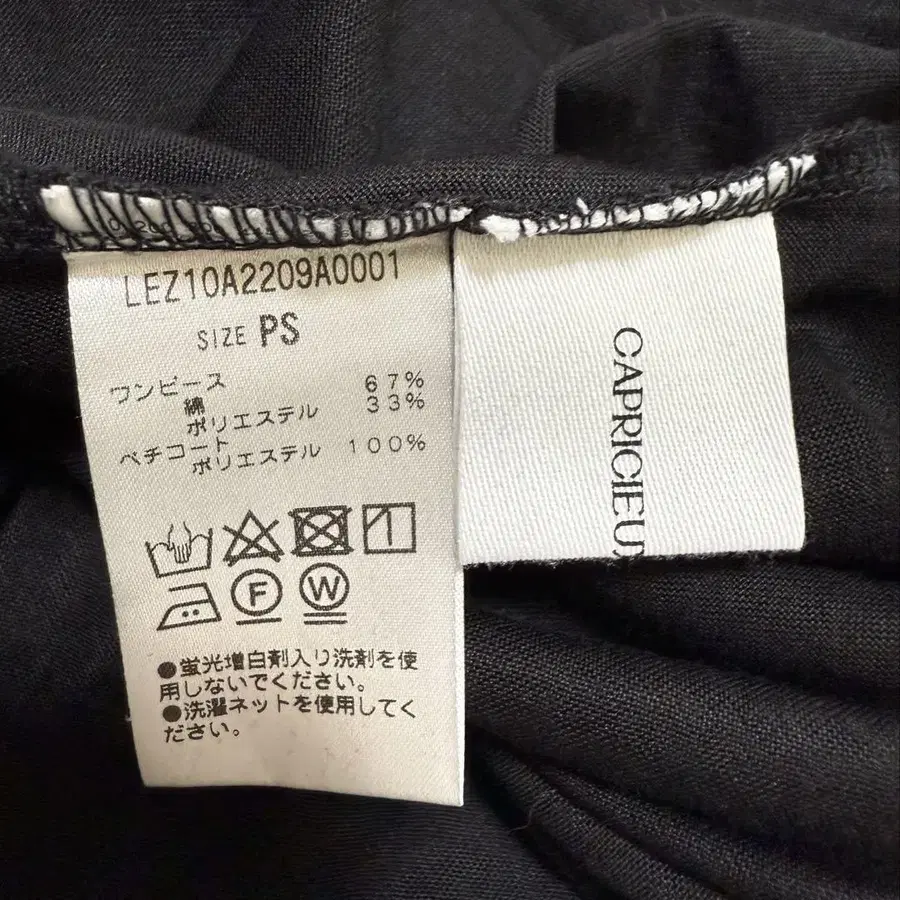 LEZ10A2209A0001
SIZE PS
ワンピース
綿 67%
ポリエステル 33%
ペチコート
ポリエステル 100%
F W
●蛍光増白剤入り洗剤を使
用しないでください。
●洗濯ネットを使用してく
ださい。
CAPRICIEU